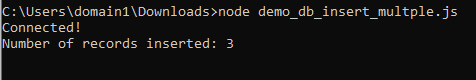 C:\Users\domain1\Downloads>node demo_db_insert_multple.js
Connected!
Number of records inserted: 3